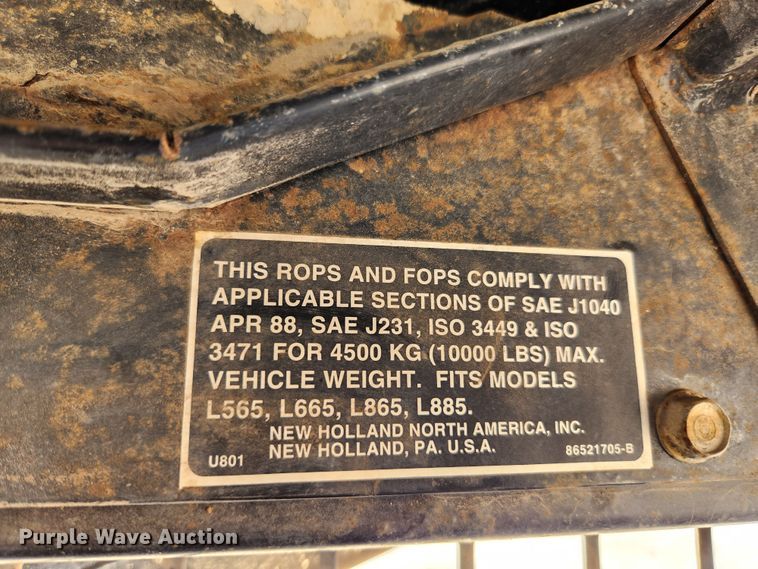 THIS ROPS AND FOPS COMPLY WITH
APPLICABLE SECTIONS OF SAE J1040
APR 88, SAE J231, ISO 3449 & ISO
3471 FOR 4500 KG (10000 LBS) MAX.
VEHICLE WEIGHT. FITS MODELS
L565, L665, L865, L885.
NEW HOLLAND NORTH AMERICA, INC.
NEW HOLLAND, PA. U.S.A.
U801
86521705-B
Purple Wave Auction